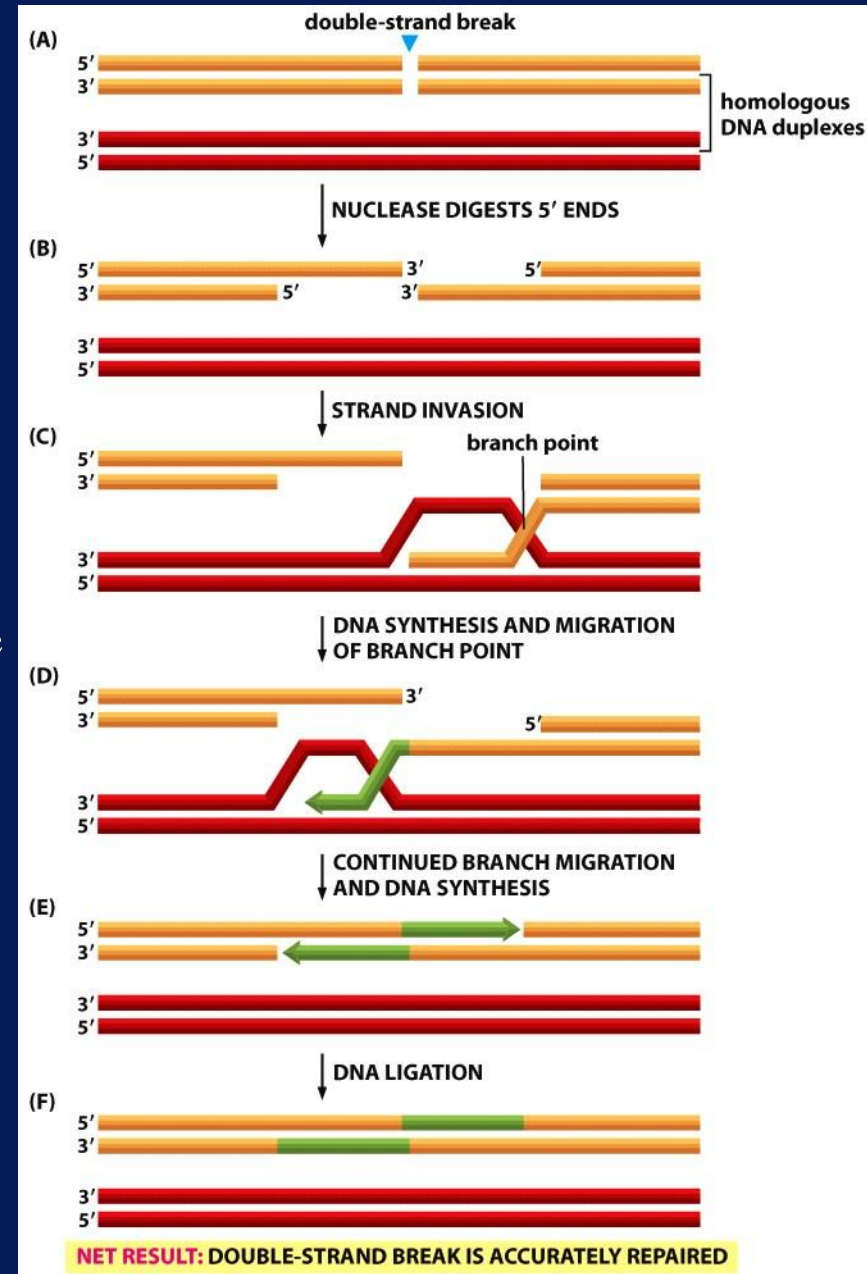 double-strand break
(A)
5′
3′
homologous
DNA duplexes
3′
5′
NUCLEASE DIGESTS 5′ ENDS
(B)
5′ 3′ 5′
3′ 5′ 3′
3′
5′
STRAND INVASION
(C)
branch point
5′
3′
3′
5′
DNA SYNTHESIS AND MIGRATION
OF BRANCH POINT
(D)
5′ 3′
3′ 5′
3′
5′
CONTINUED BRANCH MIGRATION
AND DNA SYNTHESIS
(E)
5′
3′
3′
5′
DNA LIGATION
(F)
5′
3′
3′
5′
NET RESULT: DOUBLE-STRAND BREAK IS ACCURATELY REPAIRED